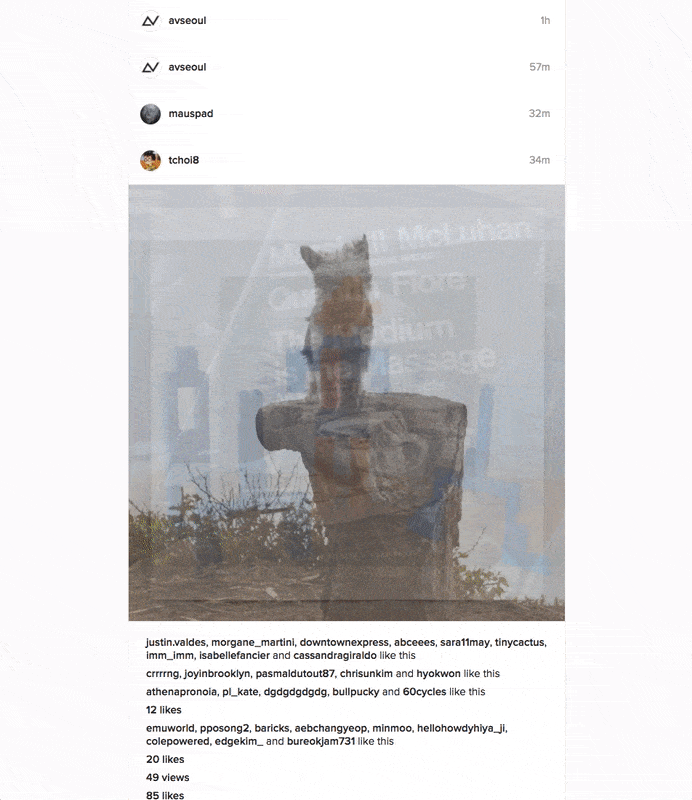 avseoul 1h
avseoul 57m
mauspad 32m
tchoi8 34m
Marshall McLuhan
Quentin Fiore
The Medium
is the Massage
justin.valdes, morgane_martini, downtownexpress, abceees, sara11may, tinycactus,
imm_imm, isabellefancier and cassandragiraldo like this
crrrrng, joyinbrooklyn, pasmaldutout87, chrisunkim and hyokwon like this
athenapronoia, pl_kate, dgdgdgdgdg, bullpucky and 60cycles like this
12 likes
emuworld, pposong2, baricks, aebchangyeop, minmoo, hellohowdyhiya_ji,
colepowered, edgekim_ and bureokjam731 like this
20 likes
49 views
85 likes